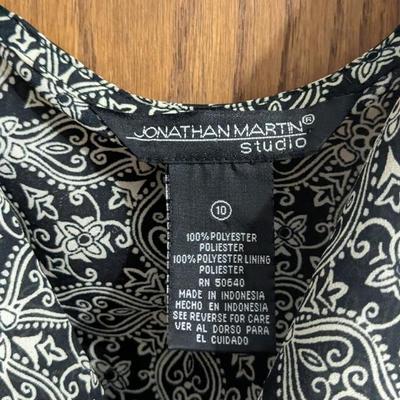 JONATHAN MARTIN®
Studio
10
100% POLYESTER
POLIESTER
100% POLYESTER LINING
POLIESTER
RN 50640
MADE IN INDONESIA
HECHO EN INDONESIA
SEE REVERSE FOR CARE
VER AL DORSO PARA
EL CUIDADO